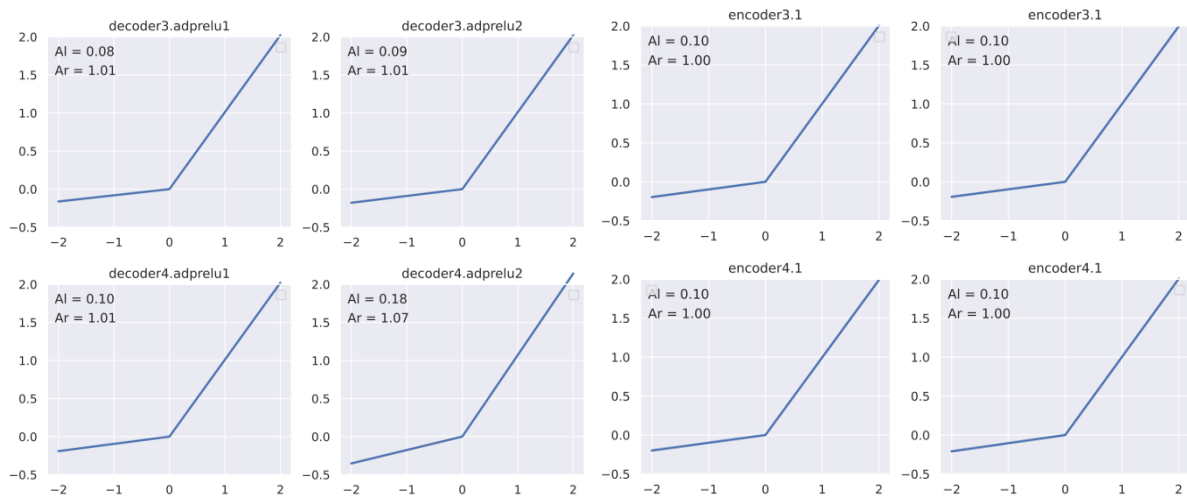 decoder3.adprelu1
Al = 0.08
Ar = 1.01
2.0
1.5
1.0
0.5
0.0
−0.5
−2 −1 0 1 2
decoder3.adprelu2
Al = 0.09
Ar = 1.01
2.0
1.5
1.0
0.5
0.0
−0.5
−2 −1 0 1 2
encoder3.1
Al = 0.10
Ar = 1.00
2.0
1.5
1.0
0.5
0.0
−0.5
−2 −1 0 1 2
encoder3.1
Al = 0.10
Ar = 1.00
2.0
1.5
1.0
0.5
0.0
−0.5
−2 −1 0 1 2
decoder4.adprelu1
Al = 0.10
Ar = 1.01
2.0
1.5
1.0
0.5
0.0
−0.5
−2 −1 0 1 2
decoder4.adprelu2
Al = 0.18
Ar = 1.07
2.0
1.5
1.0
0.5
0.0
−0.5
−2 −1 0 1 2
encoder4.1
Al = 0.10
Ar = 1.00
2.0
1.5
1.0
0.5
0.0
−0.5
−2 −1 0 1 2
encoder4.1
Al = 0.10
Ar = 1.00
2.0
1.5
1.0
0.5
0.0
−0.5
−2 −1 0 1 2